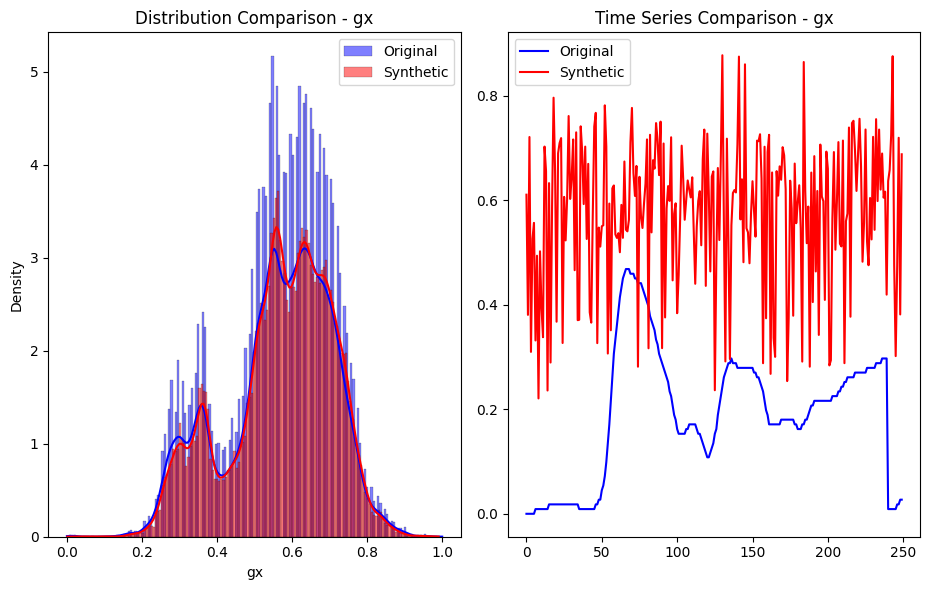 Distribution Comparison - gx
Original
Synthetic
Density
5
4
3
2
1
0
0.0 0.2 0.4 0.6 0.8 1.0
gx
Time Series Comparison - gx
Original
Synthetic
0.8
0.6
0.4
0.2
0.0
0 50 100 150 200 250